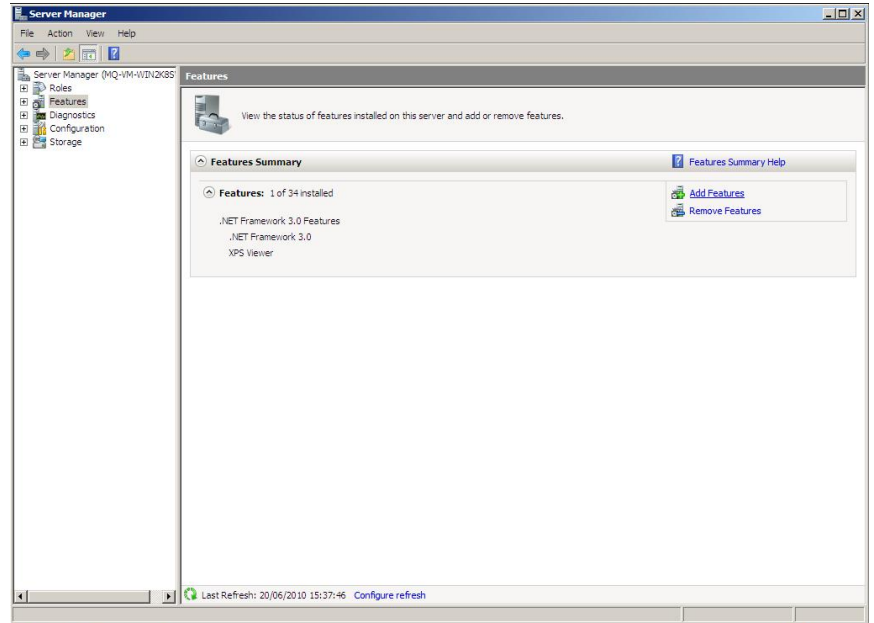 Server Manager
File Action View Help
Server Manager (MQ-VM-WIN2K8S
Roles
Features
Diagnostics
Configuration
Storage
Features
View the status of features installed on this server and add or remove features.
Features Summary
Features Summary Help
Features: 1 of 34 installed
Add Features
Remove Features
.NET Framework 3.0 Features
.NET Framework 3.0
XPS Viewer
Last Refresh: 20/06/2010 15:37:46 Configure refresh